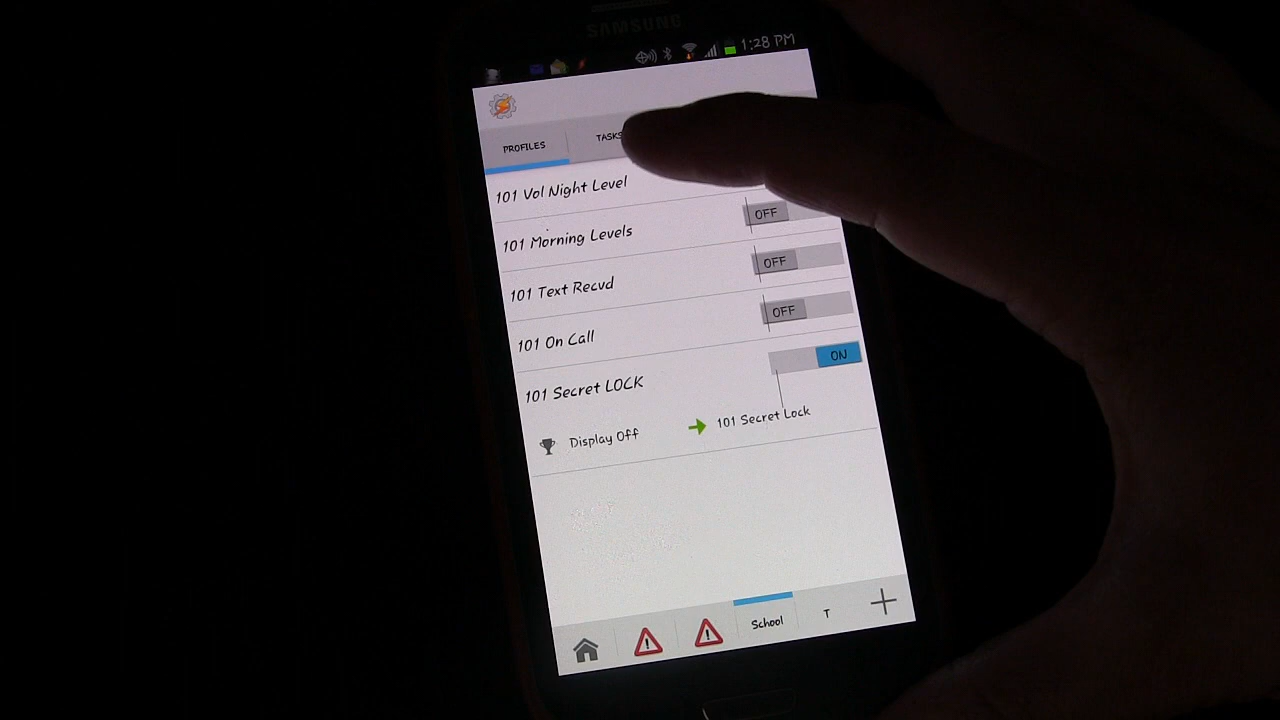 SAMSUNG
1:28 PM
PROFILES TASKS
101 Vol Night Level
OFF
101 Morning Levels
OFF
101 Text Recvd
OFF
101 On Call
ON
101 Secret LOCK
Display Off 101 Secret Lock
School T